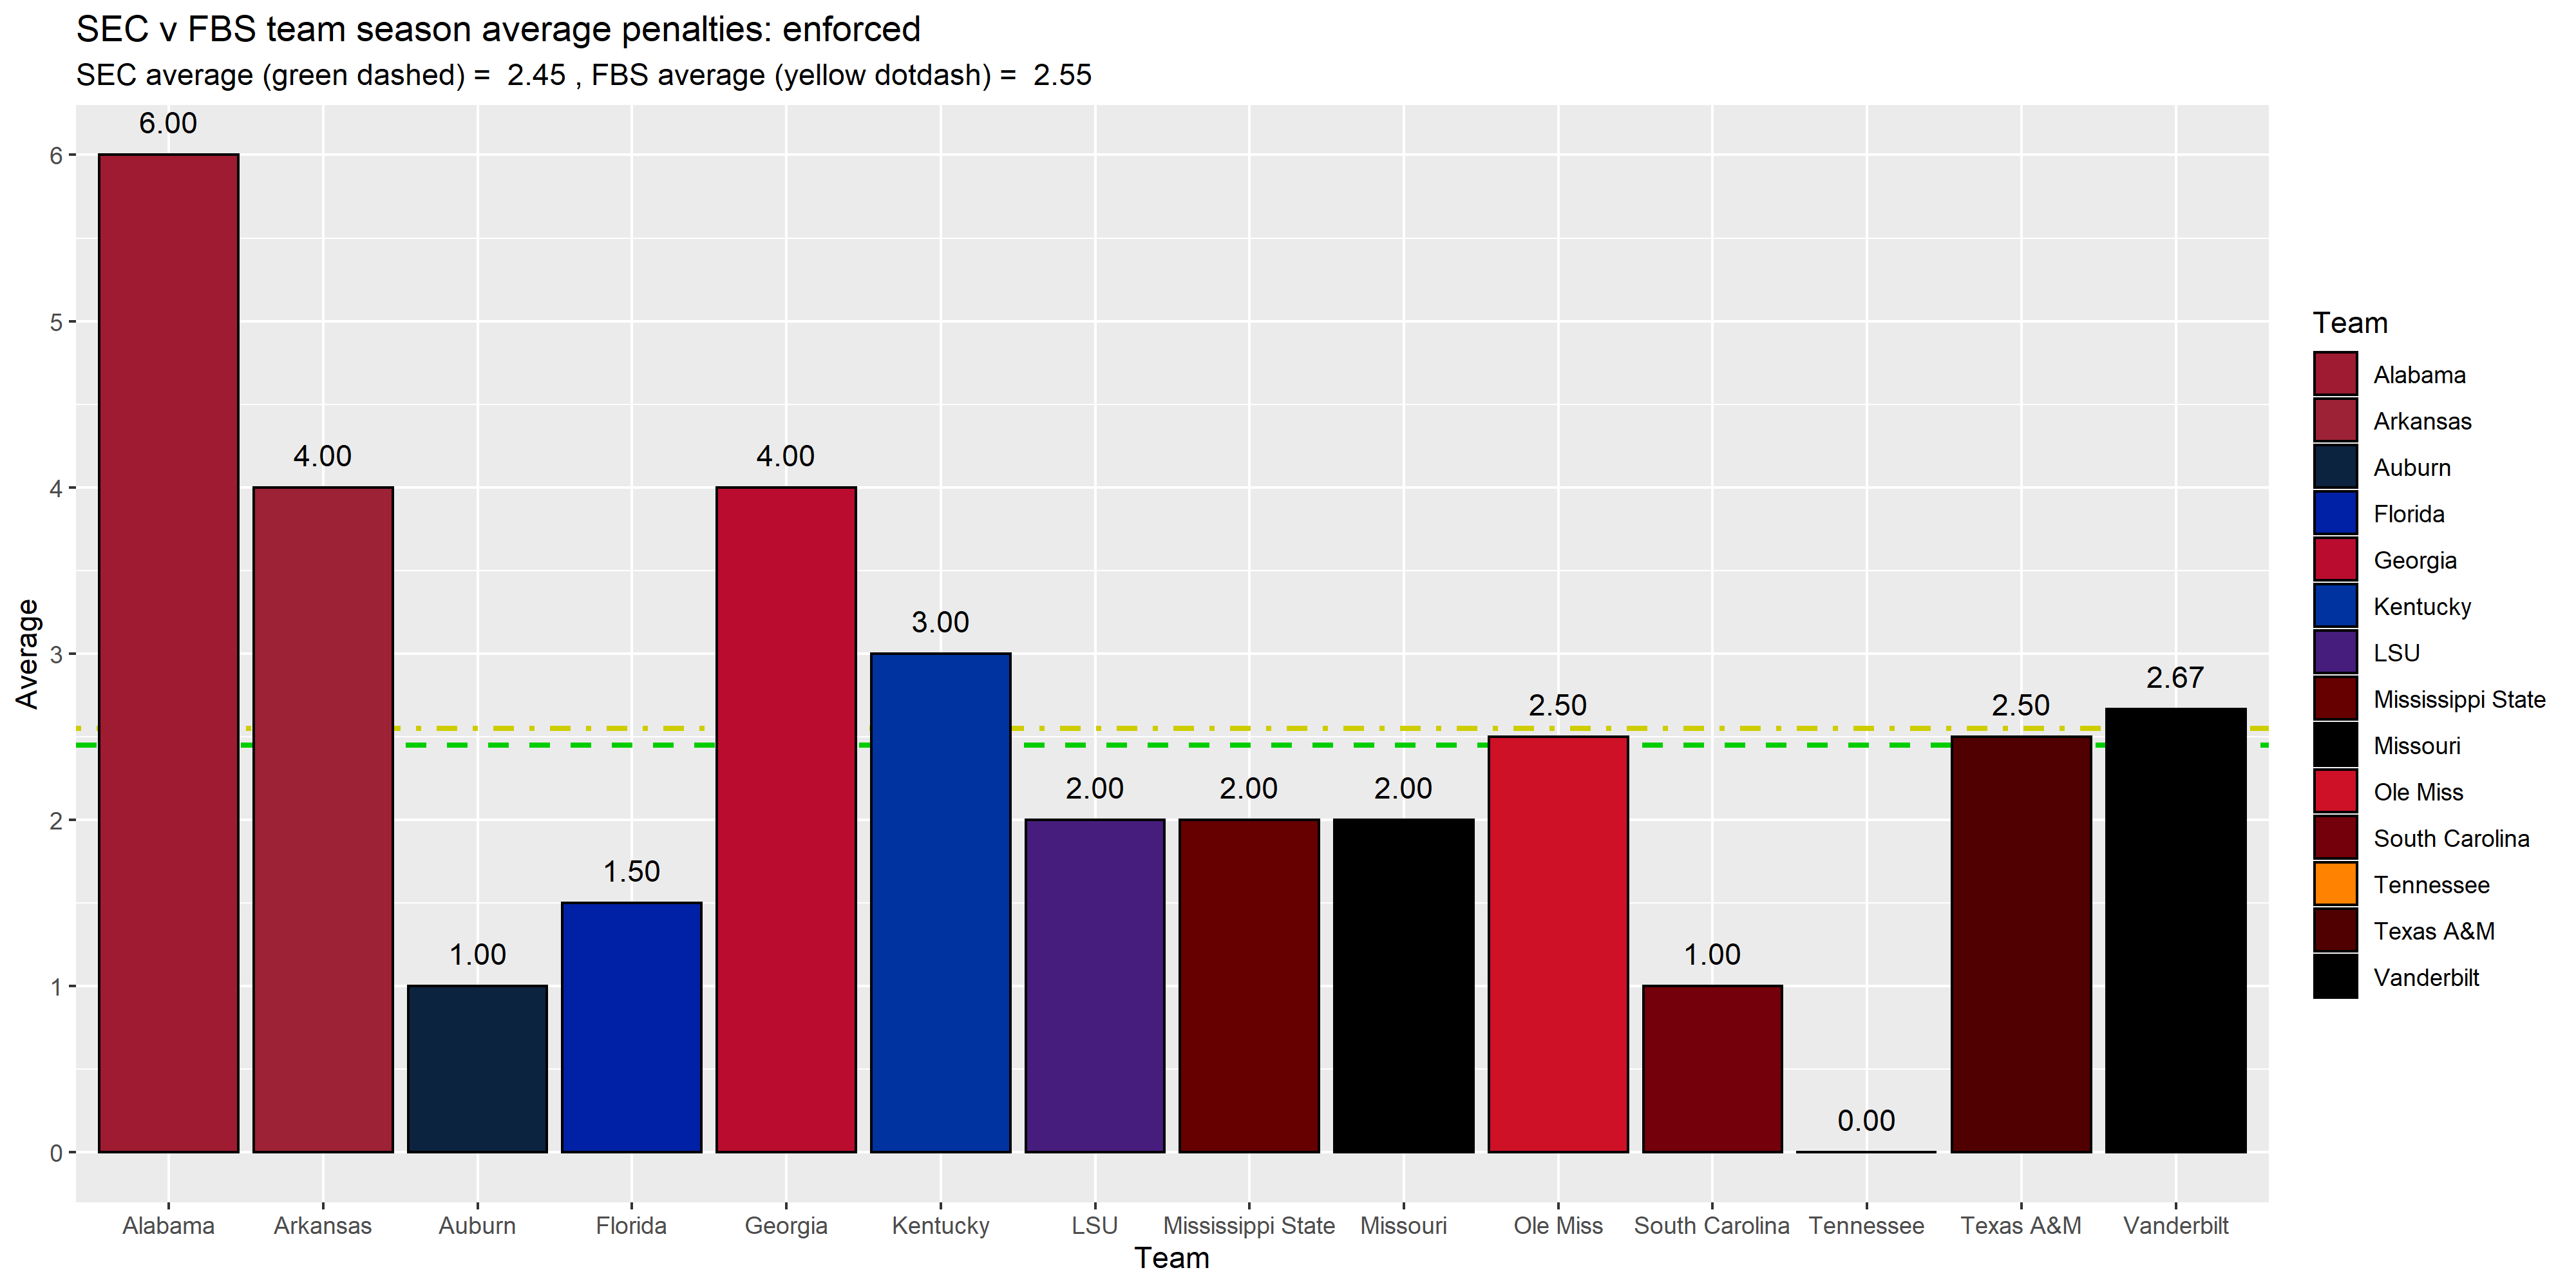 SEC v FBS team season average penalties: enforced
SEC average (green dashed) =  2.45 , FBS average (yellow dotdash) =  2.55
Average
6
5
4
3
2
1
0
6.00
4.00
1.00
1.50
4.00
3.00
2.00
2.00
2.00
2.50
1.00
0.00
2.50
2.67
Alabama
Arkansas
Auburn
Florida
Georgia
Kentucky
LSU
Mississippi State
Missouri
Ole Miss
South Carolina
Tennessee
Texas A&M
Vanderbilt
Team
Team
Alabama
Arkansas
Auburn
Florida
Georgia
Kentucky
LSU
Mississippi State
Missouri
Ole Miss
South Carolina
Tennessee
Texas A&M
Vanderbilt